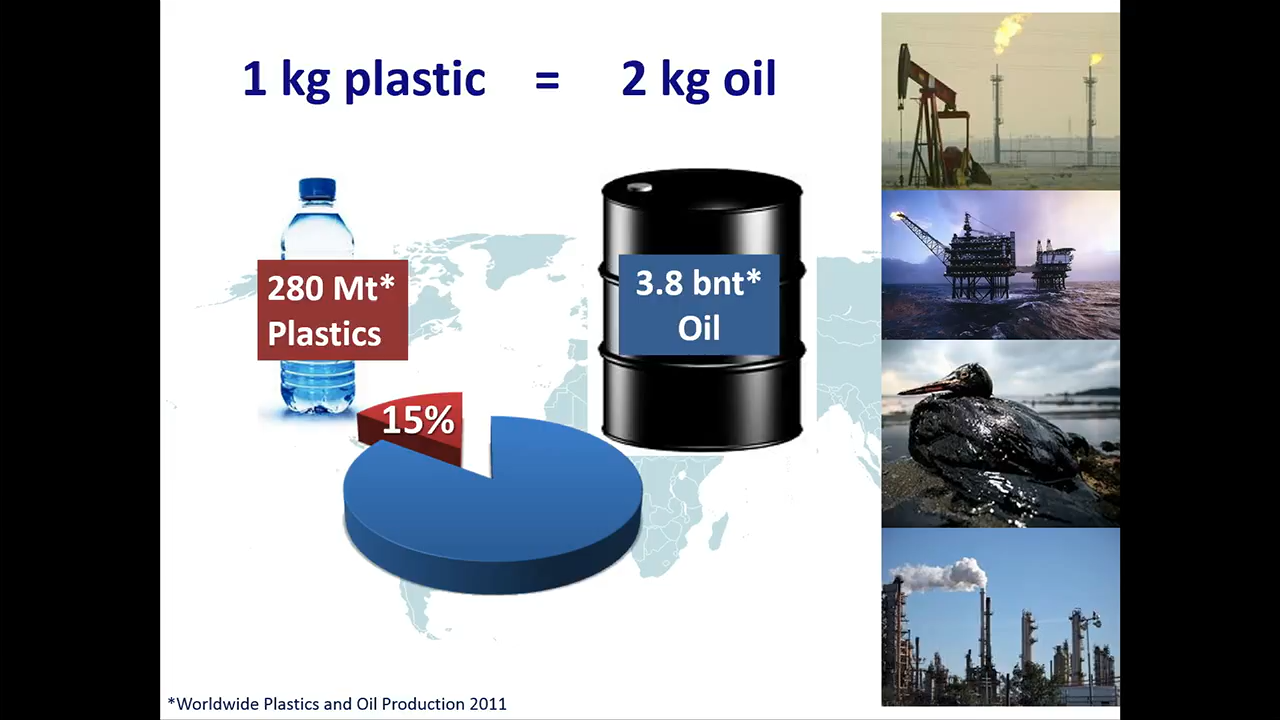 1 kg plastic = 2 kg oil
280 Mt*
Plastics
3.8 bnt*
Oil
15%
*Worldwide Plastics and Oil Production 2011